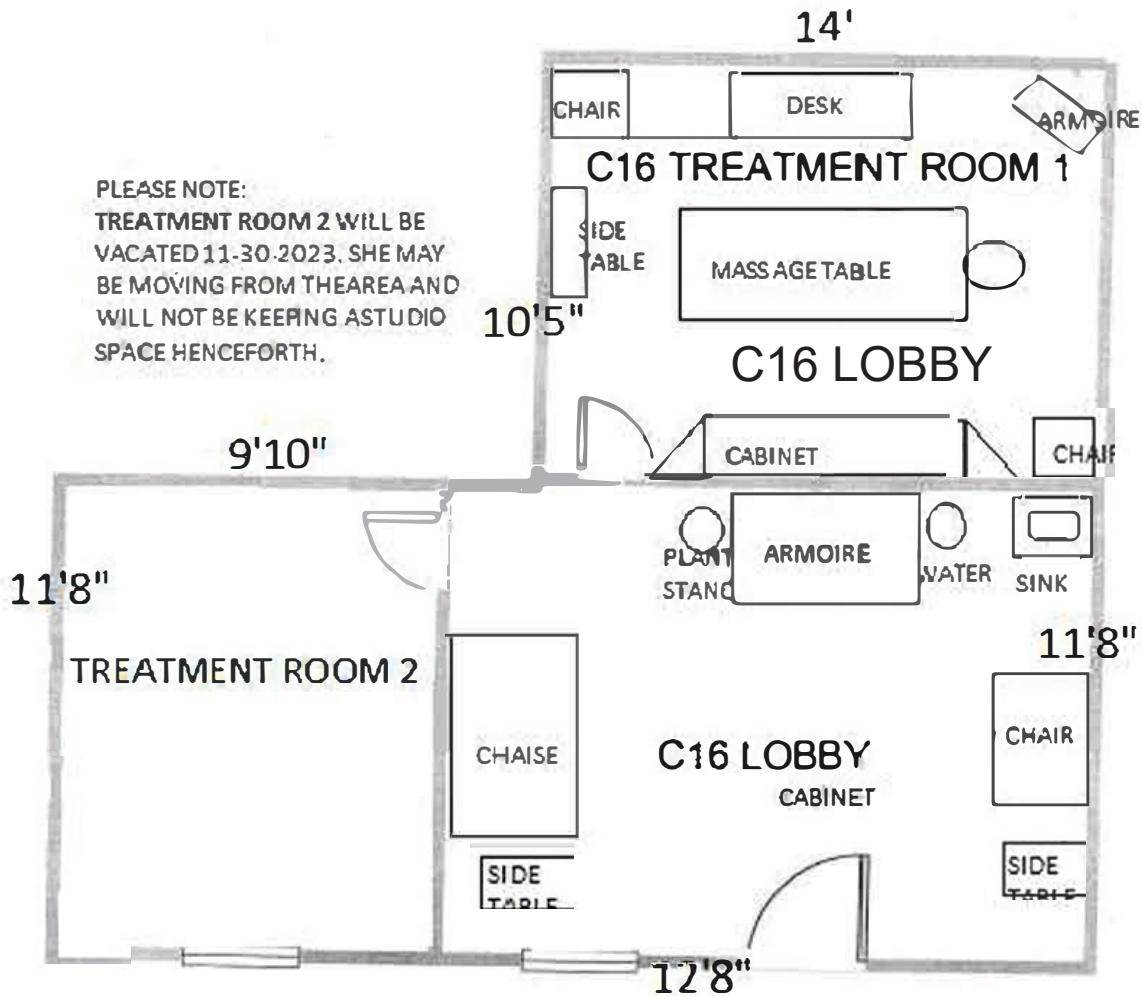 14'
CHAIR
DESK
ARMOIRE
C16 TREATMENT ROOM 1
PLEASE NOTE:
TREATMENT ROOM 2 WILL BE
VACATED 11-30-2023. SHE MAY
BE MOVING FROM THEAREA AND
WILL NOT BE KEEPING ASTUDIO
SPACE HENCEFORTH.
SIDE
TABLE
MASSAGE TABLE
10'5"
C16 LOBBY
CABINET
CHAIR
9'10"
PLANT
STAND
ARMOIRE
WATER
SINK
11'8"
11'8"
TREATMENT ROOM 2
CHAISE
C16 LOBBY
CABINET
CHAIR
SIDE
TABLE
SIDE
TABLE
12'8"